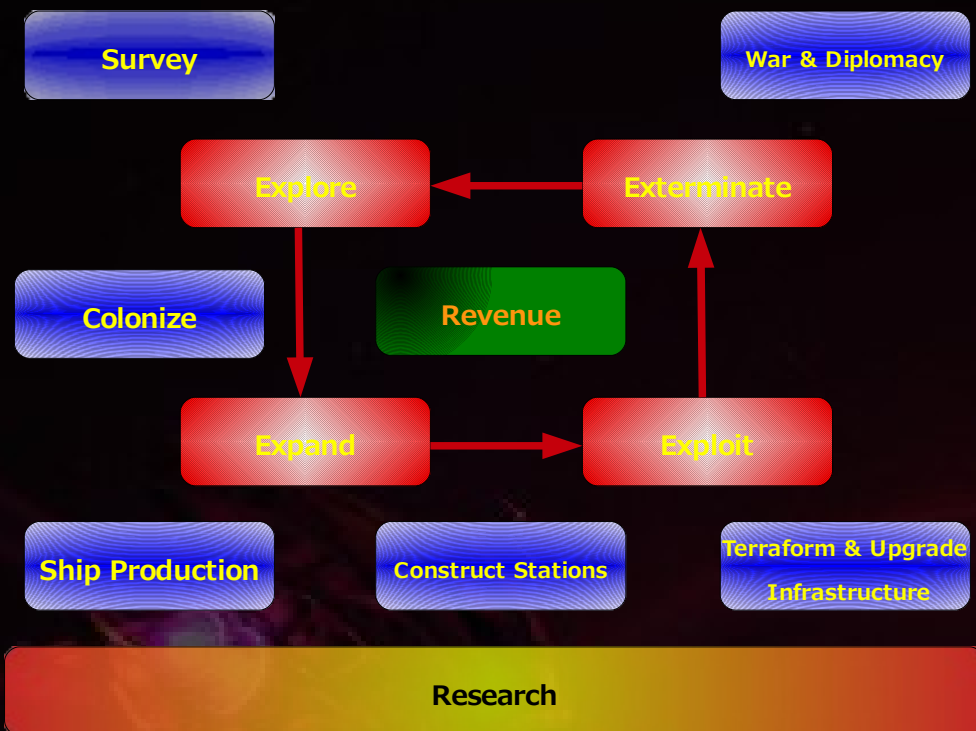 Survey
War & Diplomacy
Explore
Exterminate
Colonize
Revenue
Expand
Exploit
Ship Production
Construct Stations
Terraform & Upgrade
Infrastructure
Research